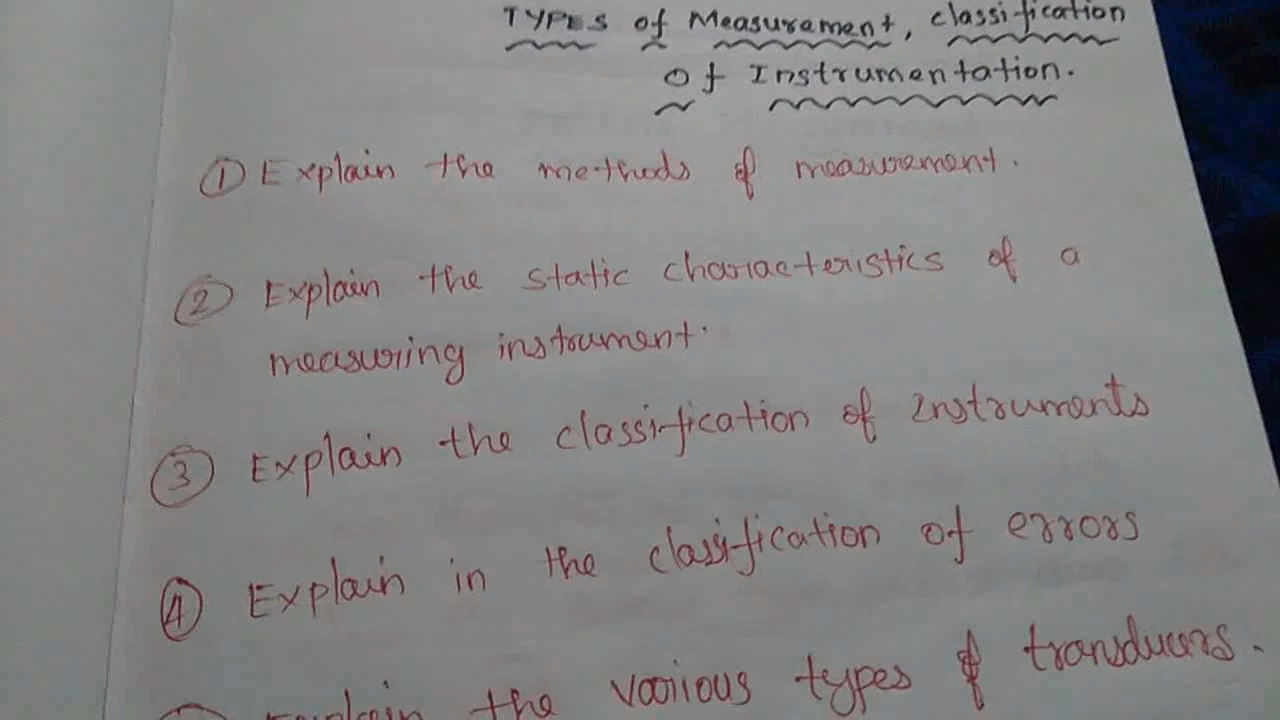 TYPES of Measurement, classification
Of Instrumentation.
① Explain the methods of measurement.
② Explain the static characteristics of a
measuring instrument.
③ Explain the classification of Instruments
④ Explain in the classification of errors
Explain the various types of transducers.